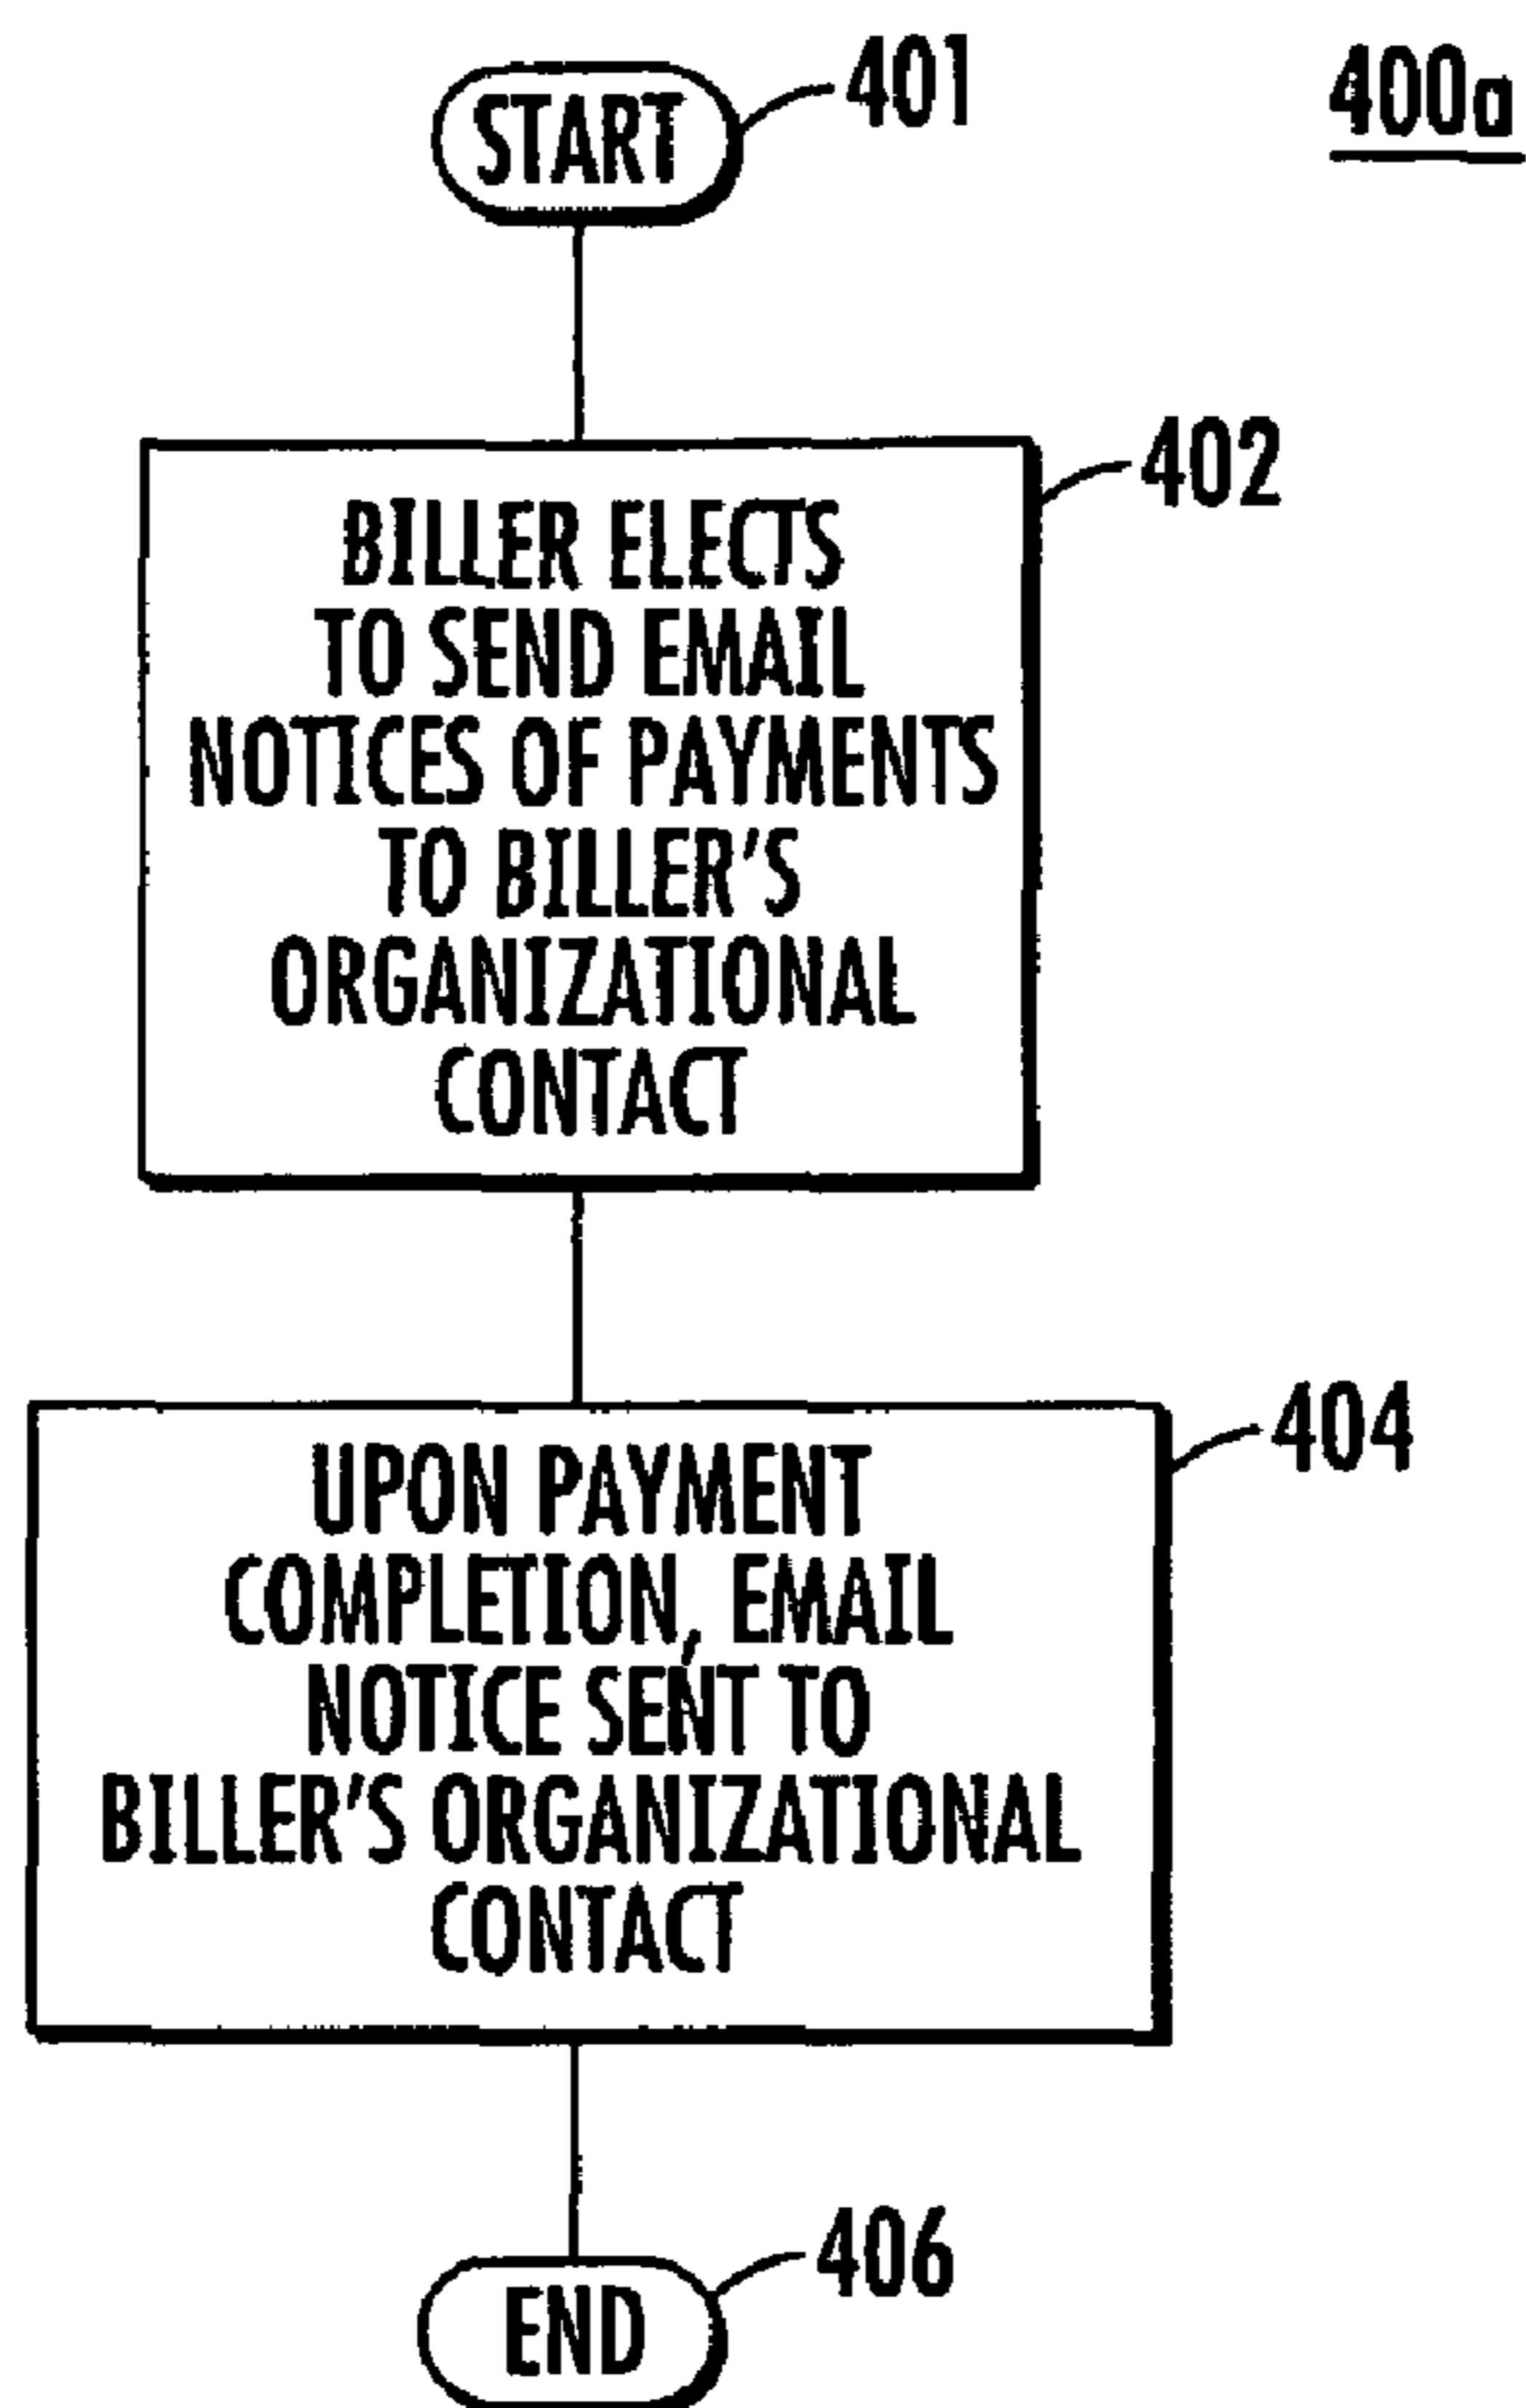 401
400a
START
402
BILLER ELECTS
TO SEND EMAIL
NOTICES OF PAYMENTS
TO BILLER'S
ORGANIZATIONAL
CONTACT
404
UPON PAYMENT
COMPLETION, EMAIL
NOTICE SENT TO
BILLER'S ORGANIZATIONAL
CONTACT
406
END